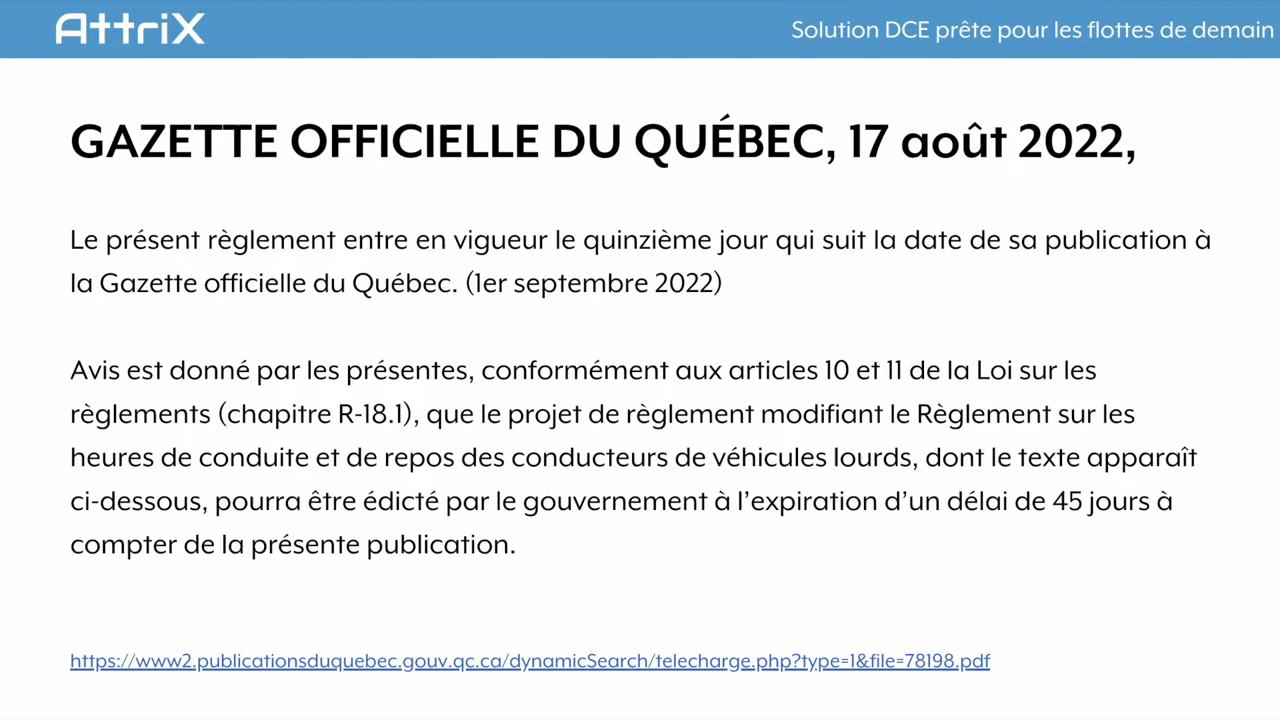 AttriX
Solution DCE prête pour les flottes de demain
GAZETTE OFFICIELLE DU QUÉBEC, 17 août 2022,
Le présent règlement entre en vigueur le quinzième jour qui suit la date de sa publication à
la Gazette officielle du Québec. (1er septembre 2022)
Avis est donné par les présentes, conformément aux articles 10 et 11 de la Loi sur les
règlements (chapitre R-18.1), que le projet de règlement modifiant le Règlement sur les
heures de conduite et de repos des conducteurs de véhicules lourds, dont le texte apparaît
ci-dessous, pourra être édicté par le gouvernement à l’expiration d’un délai de 45 jours à
compter de la présente publication.
https://www2.publicationsduquebec.gouv.qc.ca/dynamicSearch/telecharge.php?type=1&file=78198.pdf